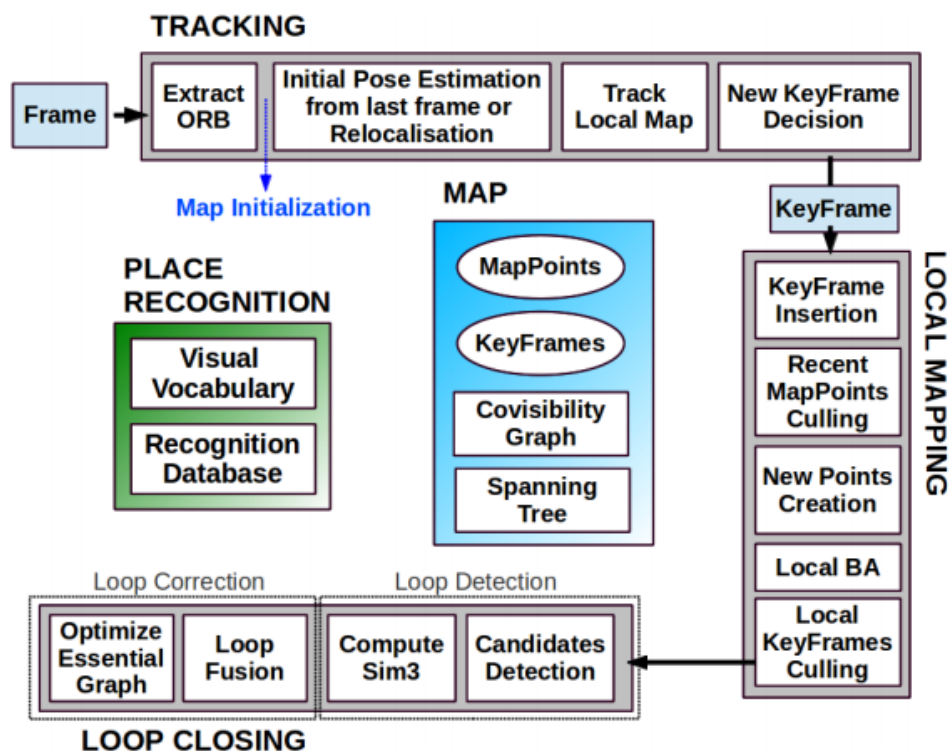 TRACKING
Frame
Extract
ORB
Initial Pose Estimation
from last frame or
Relocalisation
Track
Local Map
New KeyFrame
Decision
Map Initialization
MAP
KeyFrame
PLACE
RECOGNITION
Visual
Vocabulary
Recognition
Database
MapPoints
KeyFrames
Covisibility
Graph
Spanning
Tree
LOCAL MAPPING
KeyFrame
Insertion
Recent
MapPoints
Culling
New Points
Creation
Local BA
Local
KeyFrames
Culling
Loop Correction
Loop Detection
Optimize
Essential
Graph
Loop
Fusion
Compute
Sim3
Candidates
Detection
LOOP CLOSING